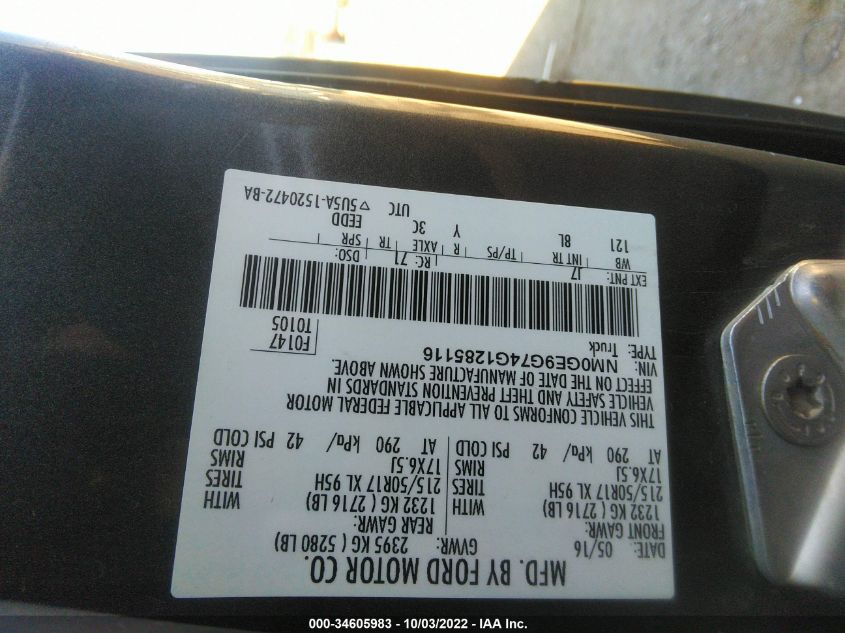 MFD. BY FORD MOTOR CO.
DATE: 05/16 GVWR: 2395 KG ( 5280 LB)
FRONT GAWR: REAR GAWR:
1232 KG ( 2716 LB) WITH 1232 KG ( 2716 LB) WITH
215/50R17 XL 95H TIRES 215/50R17 XL 95H TIRES
17X6.5J RIMS 17X6.5J RIMS
AT 290 kPa/ 42 PSI COLD AT 290 kPa/ 42 PSI COLD
THIS VEHICLE CONFORMS TO ALL APPLICABLE FEDERAL MOTOR
VEHICLE SAFETY AND THEFT PREVENTION STANDARDS IN
EFFECT ON THE DATE OF MANUFACTURE SHOWN ABOVE.
VIN: NM0GE9G74G1285116
TYPE: Truck F0147
T0105
EXT PNT: J7 RC: 71 DSO:
WB INT TR TP/PS R AXLE TR SPR
121 8L Y 3C EEDD
UTC ▽5U5A-1520472-BA
000-34605983 - 10/03/2022 - IAA Inc.